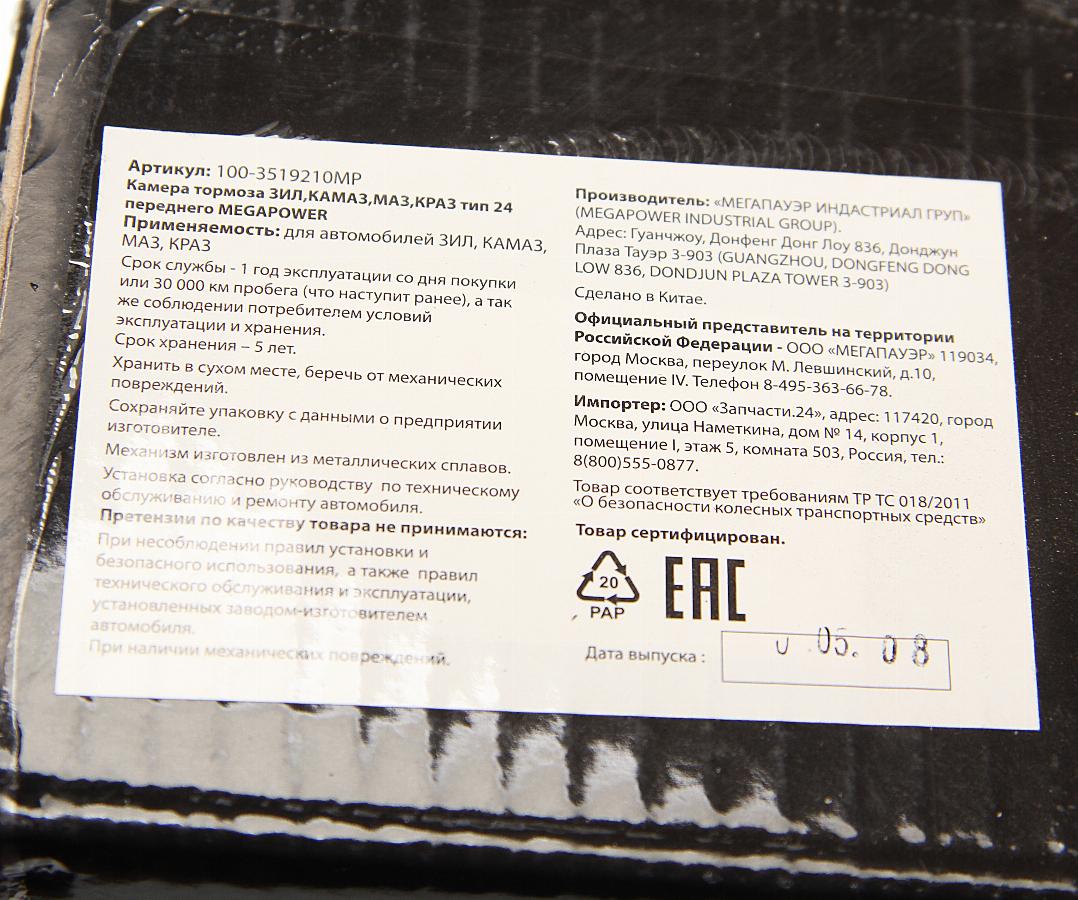 Артикул: 100-3519210MP
Камера тормоза ЗИЛ,КАМАЗ,МАЗ,КРАЗ тип 24
переднего MEGAPOWER
Применяемость: для автомобилей ЗИЛ, КАМАЗ,
МАЗ, КРАЗ
Срок службы - 1 год эксплуатации со дня покупки
или 30 000 км пробега (что наступит ранее), а так
же соблюдении потребителем условий
эксплуатации и хранения.
Срок хранения – 5 лет.
Хранить в сухом месте, беречь от механических
повреждений.
Сохраняйте упаковку с данными о предприятии
изготовителе.
Механизм изготовлен из металлических сплавов.
Установка согласно руководству по техническому
обслуживанию и ремонту автомобиля.
Претензии по качеству товара не принимаются:
При несоблюдении правил установки и
безопасного использования, а также правил
технического обслуживания и эксплуатации,
установленных заводом-изготовителем
автомобиля.
При наличии механических повреждений.
Производитель: «МЕГАПАУЭР ИНДАСТРИАЛ ГРУП»
(MEGAPOWER INDUSTRIAL GROUP).
Адрес: Гуанчжоу, Донфенг Донг Лоу 836, Донджун
Плаза Тауэр 3-903 (GUANGZHOU, DONGFENG DONG
LOW 836, DONDJUN PLAZA TOWER 3-903)
Сделано в Китае.
Официальный представитель на территории
Российской Федерации - ООО «МЕГАПАУЭР» 119034,
город Москва, переулок М. Левшинский, д.10,
помещение IV. Телефон 8-495-363-66-78.
Импортер: ООО «Запчасти.24», адрес: 117420, город
Москва, улица Наметкина, дом № 14, корпус 1,
помещение I, этаж 5, комната 503, Россия, тел.:
8(800)555-0877.
Товар соответствует требованиям ТР ТС 018/2011
«О безопасности колесных транспортных средств»
Товар сертифицирован.
20
PAP
EAC
Дата выпуска :
05. 08